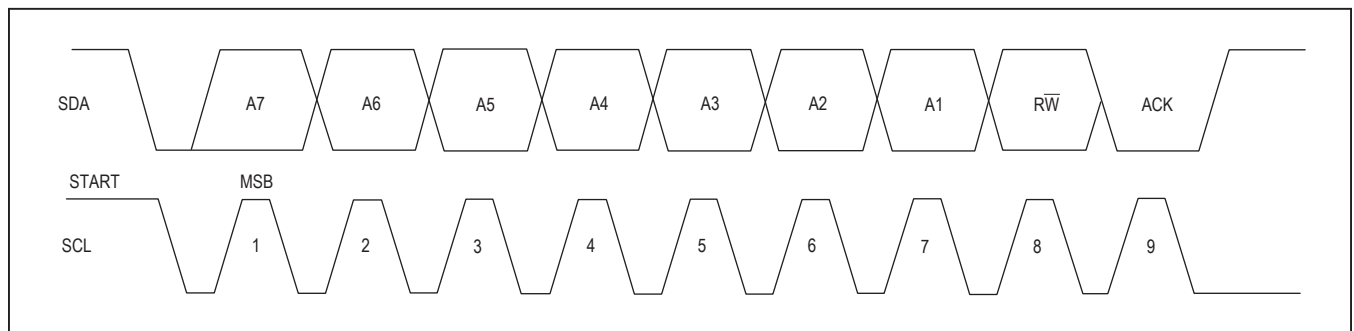 SDA A7 A6 A5 A4 A3 A2 A1 RW̅ ACK
START MSB
SCL 1 2 3 4 5 6 7 8 9